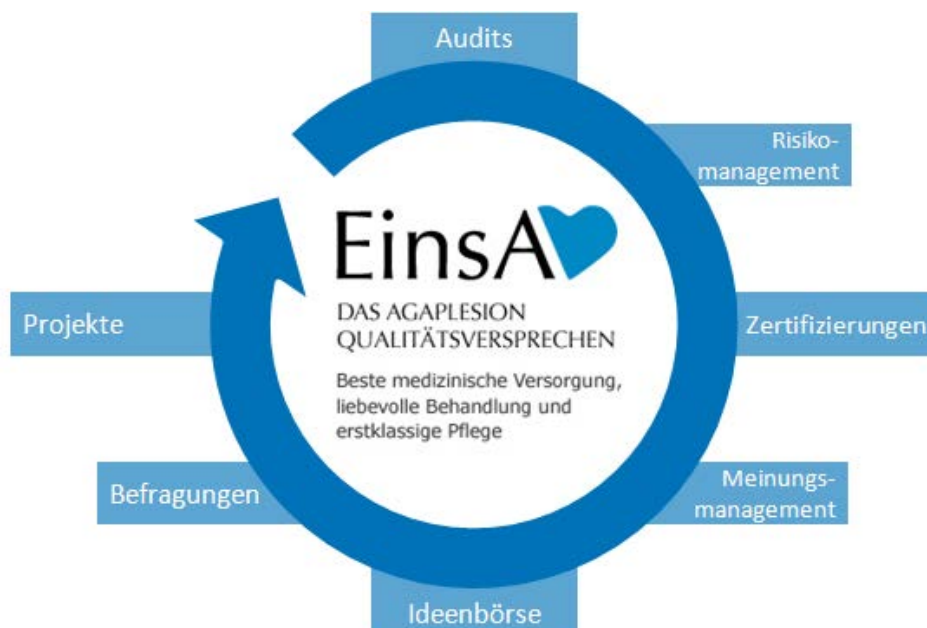 Audits
Risiko-
management
Zertifizierungen
Meinungs-
management
Ideenbörse
Befragungen
Projekte
EinsA
DAS AGAPLESION
QUALITÄTSVERSPRECHEN
Beste medizinische Versorgung,
liebevolle Behandlung und
erstklassige Pflege